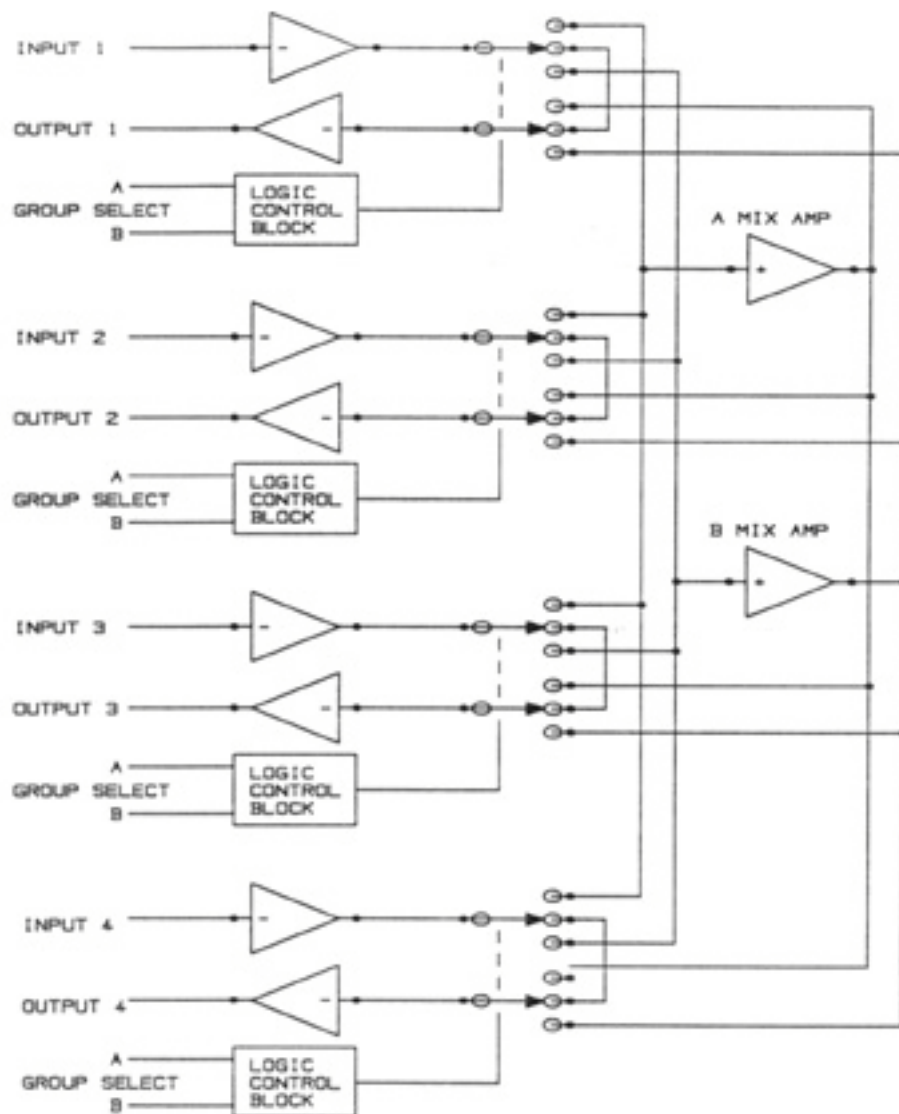 INPUT 1
OUTPUT 1
A
GROUP SELECT
B
LOGIC
CONTROL
BLOCK
A MIX AMP
INPUT 2
OUTPUT 2
A
GROUP SELECT
B
LOGIC
CONTROL
BLOCK
B MIX AMP
INPUT 3
OUTPUT 3
A
GROUP SELECT
B
LOGIC
CONTROL
BLOCK
INPUT 4
OUTPUT 4
A
GROUP SELECT
B
LOGIC
CONTROL
BLOCK